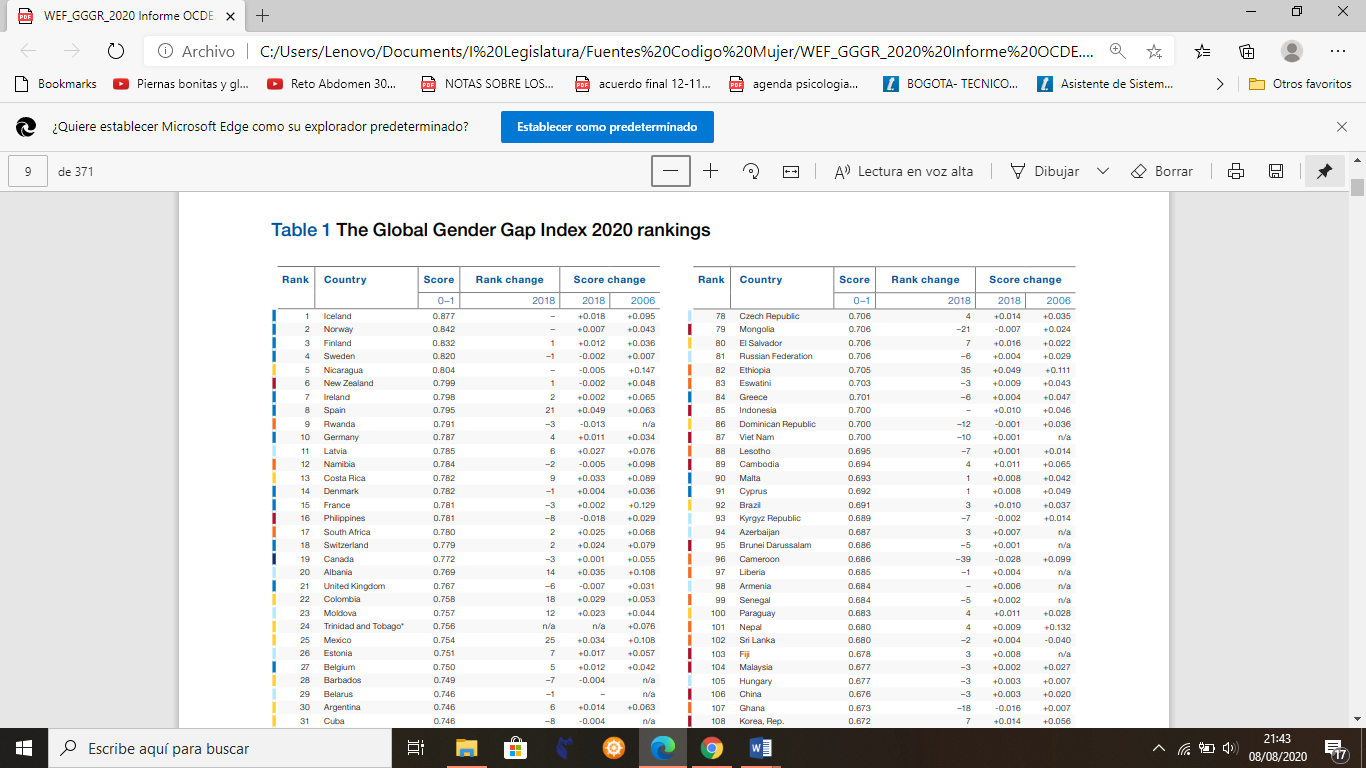 WEF_GGGR_2020 Informe OCDE.
Archivo C:/Users/Lenovo/Documents/I%20Legislatura/Fuentes%20Codigo%20Mujer/WEF_GGGR_2020%20Informe%20OCDE....
Bookmarks Piernas bonitas y gl... Reto Abdomen 30... NOTAS SOBRE LOS... acuerdo final 12-11... agenda psicologia... BOGOTA- TECNICO... Asistente de Sistem... Otros favoritos
¿Quiere establecer Microsoft Edge como su explorador predeterminado? Establecer como predeterminado
9 de 371 Lectura en voz alta Dibujar Borrar
Table 1 The Global Gender Gap Index 2020 rankings
Rank Country Score Rank change Score change
0–1 2018 2018 2006
1 Iceland 0.877 – +0.018 +0.095
2 Norway 0.842 – +0.007 +0.043
3 Finland 0.832 1 +0.012 +0.036
4 Sweden 0.820 –1 -0.002 +0.007
5 Nicaragua 0.804 – -0.005 +0.147
6 New Zealand 0.799 1 -0.002 +0.048
7 Ireland 0.798 2 +0.002 +0.065
8 Spain 0.795 21 +0.049 +0.063
9 Rwanda 0.791 –3 -0.013 n/a
10 Germany 0.787 4 +0.011 +0.034
11 Latvia 0.785 6 +0.027 +0.076
12 Namibia 0.784 –2 -0.005 +0.098
13 Costa Rica 0.782 9 +0.033 +0.089
14 Denmark 0.782 –1 +0.004 +0.036
15 France 0.781 –3 +0.002 +0.129
16 Philippines 0.781 –8 -0.018 +0.029
17 South Africa 0.780 2 +0.025 +0.068
18 Switzerland 0.779 2 +0.024 +0.079
19 Canada 0.772 –3 +0.001 +0.055
20 Albania 0.769 14 +0.035 +0.108
21 United Kingdom 0.767 –6 -0.007 +0.031
22 Colombia 0.758 18 +0.029 +0.053
23 Moldova 0.757 12 +0.023 +0.044
24 Trinidad and Tobago* 0.756 n/a n/a +0.076
25 Mexico 0.754 25 +0.034 +0.108
26 Estonia 0.751 7 +0.017 +0.057
27 Belgium 0.750 5 +0.012 +0.042
28 Barbados 0.749 –7 -0.004 n/a
29 Belarus 0.746 –1 – n/a
30 Argentina 0.746 6 +0.014 +0.063
31 Cuba 0.746 –8 -0.004 n/a
Rank Country Score Rank change Score change
0–1 2018 2018 2006
78 Czech Republic 0.706 4 +0.014 +0.035
79 Mongolia 0.706 –21 -0.007 +0.024
80 El Salvador 0.706 7 +0.016 +0.022
81 Russian Federation 0.706 –6 +0.004 +0.029
82 Ethiopia 0.705 35 +0.049 +0.111
83 Eswatini 0.703 –3 +0.009 +0.043
84 Greece 0.701 –6 +0.004 +0.047
85 Indonesia 0.700 – +0.010 +0.046
86 Dominican Republic 0.700 –12 -0.001 +0.036
87 Viet Nam 0.700 –10 +0.001 n/a
88 Lesotho 0.695 –7 +0.001 +0.014
89 Cambodia 0.694 4 +0.011 +0.065
90 Malta 0.693 1 +0.008 +0.042
91 Cyprus 0.692 1 +0.008 +0.049
92 Brazil 0.691 3 +0.010 +0.037
93 Kyrgyz Republic 0.689 –7 -0.002 +0.014
94 Azerbaijan 0.687 3 +0.007 n/a
95 Brunei Darussalam 0.686 –5 +0.001 n/a
96 Cameroon 0.686 –39 -0.028 +0.099
97 Liberia 0.685 –1 +0.004 n/a
98 Armenia 0.684 – +0.006 n/a
99 Senegal 0.684 –5 +0.002 n/a
100 Paraguay 0.683 4 +0.011 +0.028
101 Nepal 0.680 4 +0.009 +0.132
102 Sri Lanka 0.680 –2 +0.004 -0.040
103 Fiji 0.678 3 +0.008 n/a
104 Malaysia 0.677 –3 +0.002 +0.027
105 Hungary 0.677 –3 +0.003 +0.007
106 China 0.676 –3 +0.003 +0.020
107 Ghana 0.673 –18 -0.016 +0.007
108 Korea, Rep. 0.672 7 +0.014 +0.056
Escribe aquí para buscar
21:43
08/08/2020
17